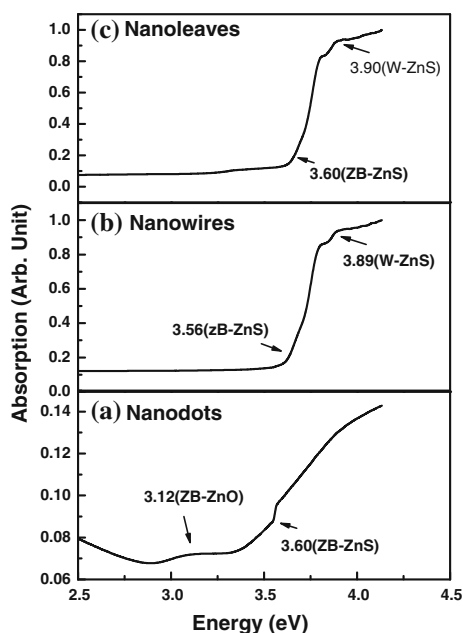 (c) Nanoleaves
1.0
0.8
0.6
0.4
0.2
0.0
3.90(W-ZnS)
3.60(ZB-ZnS)
(b) Nanowires
1.0
0.8
0.6
0.4
0.2
0.0
3.89(W-ZnS)
3.56(zB-ZnS)
(a) Nanodots
0.14
0.12
0.10
0.08
0.06
3.12(ZB-ZnO)
3.60(ZB-ZnS)
2.5 3.0 3.5 4.0 4.5
Energy (eV)
Absorption (Arb. Unit)